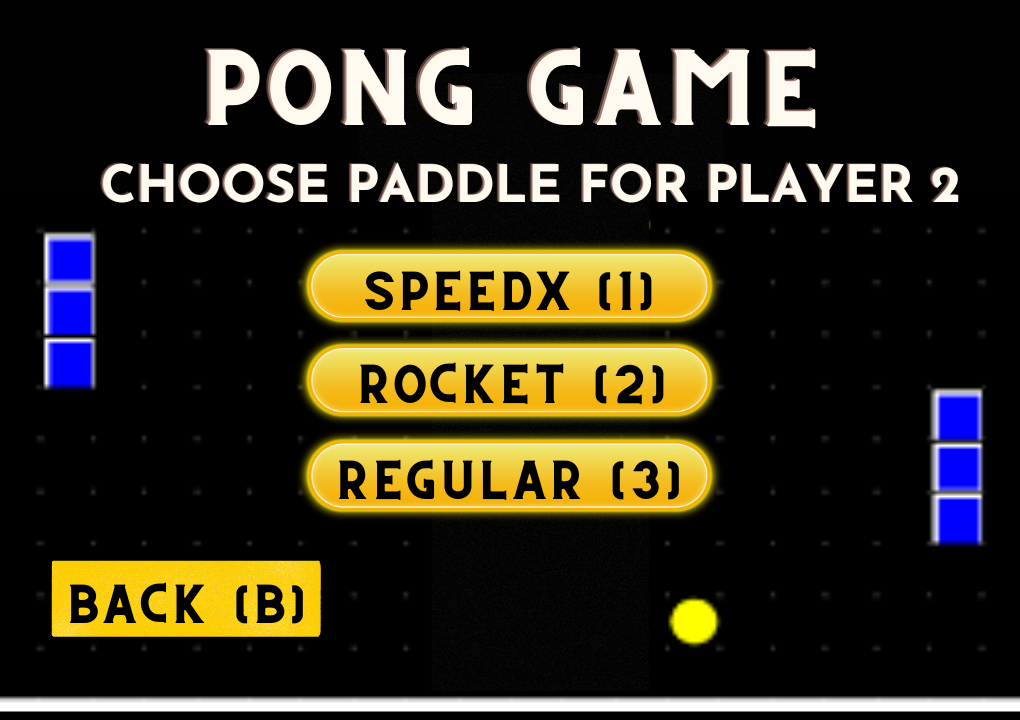 PONG GAME
CHOOSE PADDLE FOR PLAYER 2
SPEEDX (1)
ROCKET (2)
REGULAR (3)
BACK (B)